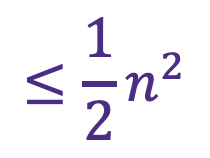 ≤ 1/2 n²